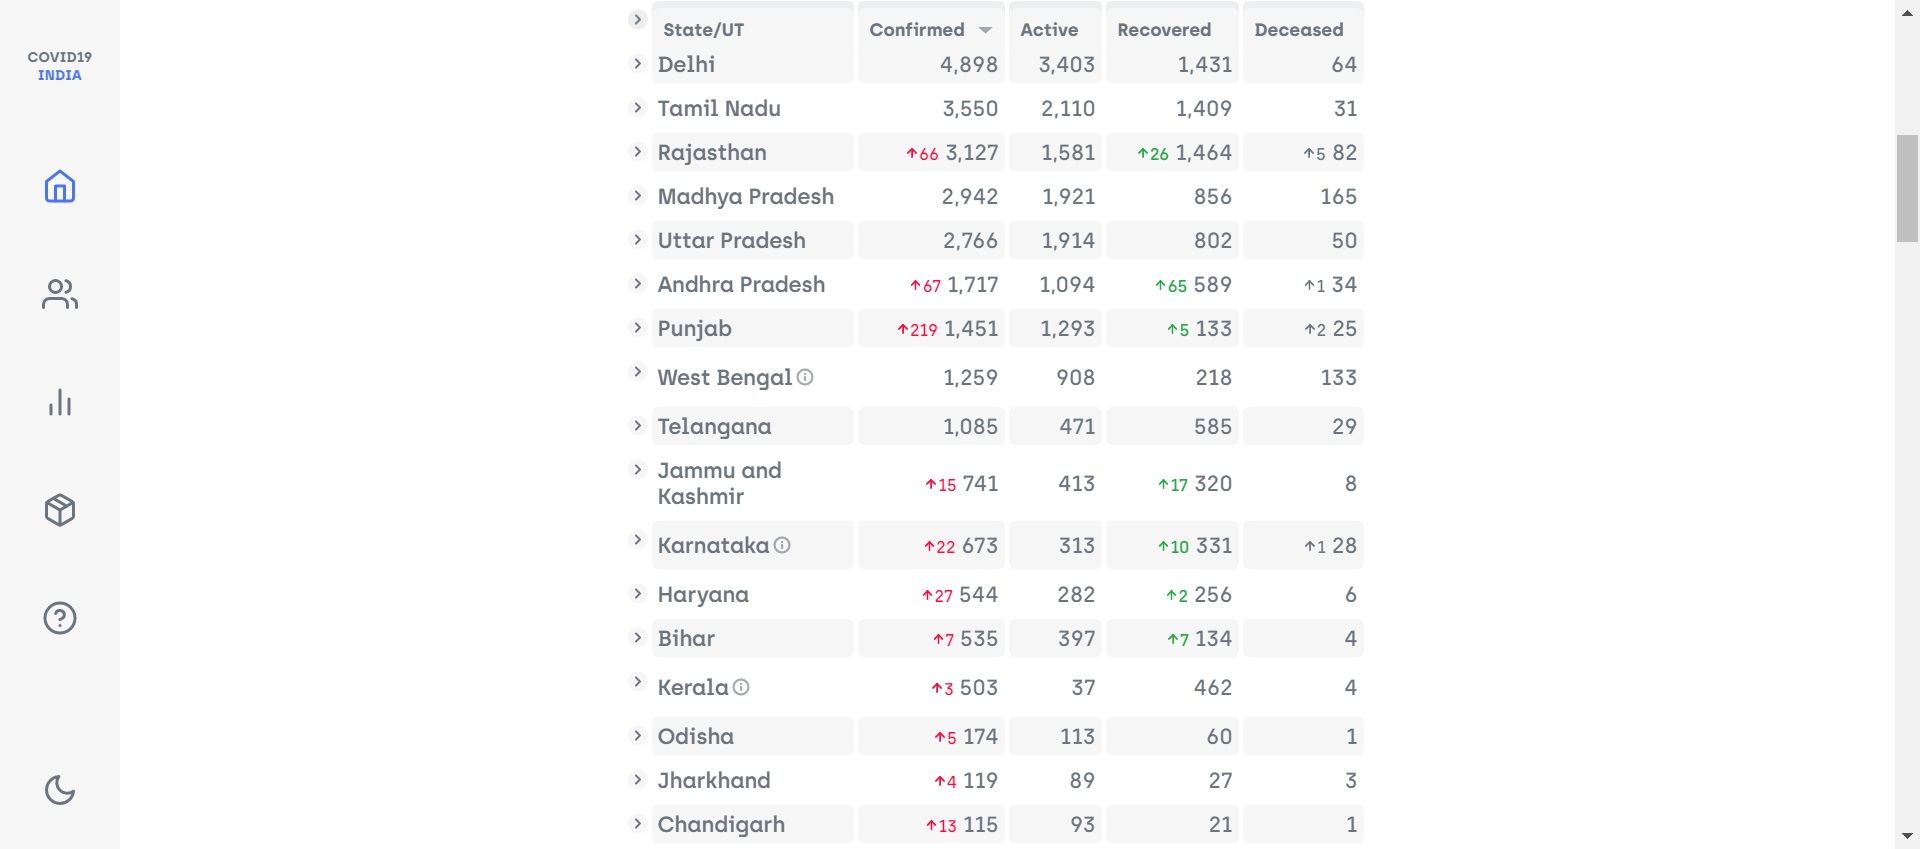 COVID19
INDIA
State/UT Confirmed Active Recovered Deceased
Delhi 4,898 3,403 1,431 64
Tamil Nadu 3,550 2,110 1,409 31
Rajasthan ↑66 3,127 1,581 ↑26 1,464 ↑5 82
Madhya Pradesh 2,942 1,921 856 165
Uttar Pradesh 2,766 1,914 802 50
Andhra Pradesh ↑67 1,717 1,094 ↑65 589 ↑1 34
Punjab ↑219 1,451 1,293 ↑5 133 ↑2 25
West Bengal 1,259 908 218 133
Telangana 1,085 471 585 29
Jammu and
Kashmir ↑15 741 413 ↑17 320 8
Karnataka ↑22 673 313 ↑10 331 ↑1 28
Haryana ↑27 544 282 ↑2 256 6
Bihar ↑7 535 397 ↑7 134 4
Kerala ↑3 503 37 462 4
Odisha ↑5 174 113 60 1
Jharkhand ↑4 119 89 27 3
Chandigarh ↑13 115 93 21 1